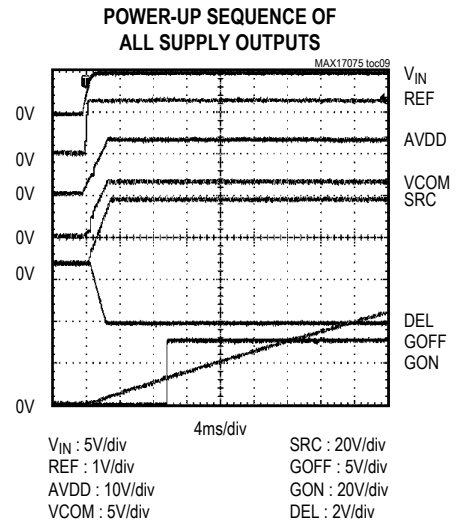 POWER-UP SEQUENCE OF
ALL SUPPLY OUTPUTS
MAX17075 toc09
VIN
REF
0V
AVDD
0V
0V
VCOM
SRC
0V
0V
DEL
GOFF
GON
0V
4ms/div
VIN : 5V/div
REF : 1V/div
AVDD : 10V/div
VCOM : 5V/div
SRC : 20V/div
GOFF : 5V/div
GON : 20V/div
DEL : 2V/div